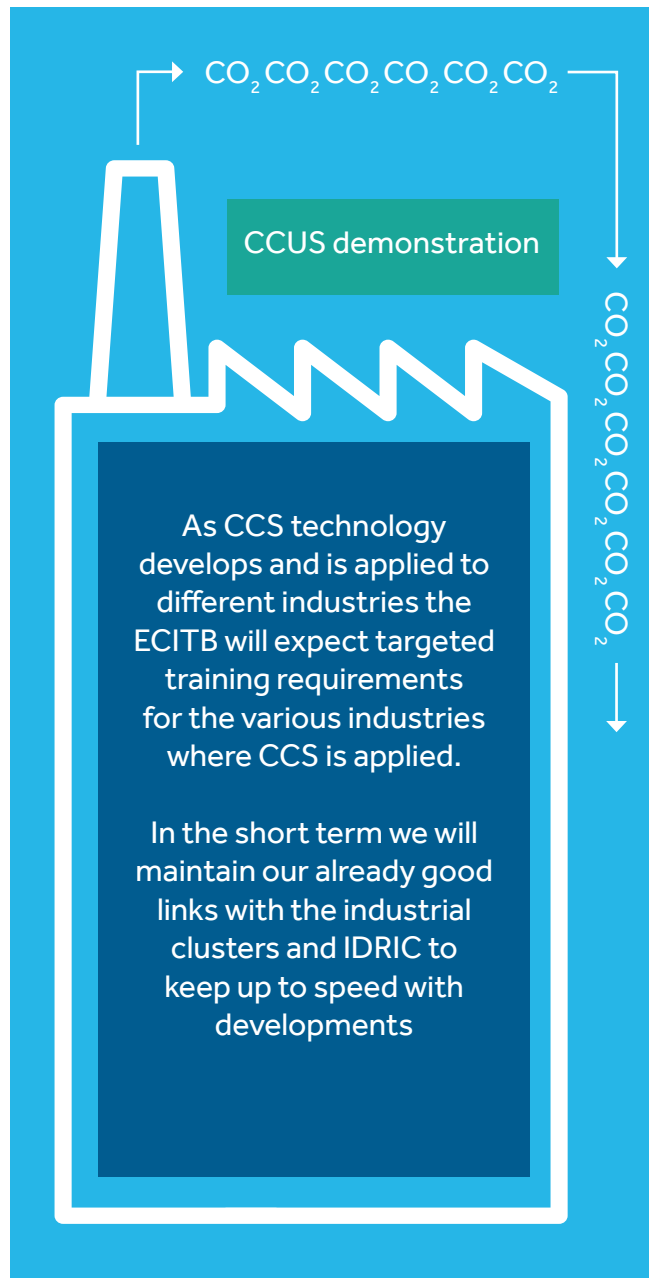 CO₂ CO₂ CO₂ CO₂ CO₂ CO₂
CCUS demonstration
CO₂ CO₂ CO₂ CO₂ CO₂ CO₂
As CCS technology
develops and is applied to
different industries the
ECITB will expect targeted
training requirements
for the various industries
where CCS is applied.
In the short term we will
maintain our already good
links with the industrial
clusters and IDRIC to
keep up to speed with
developments